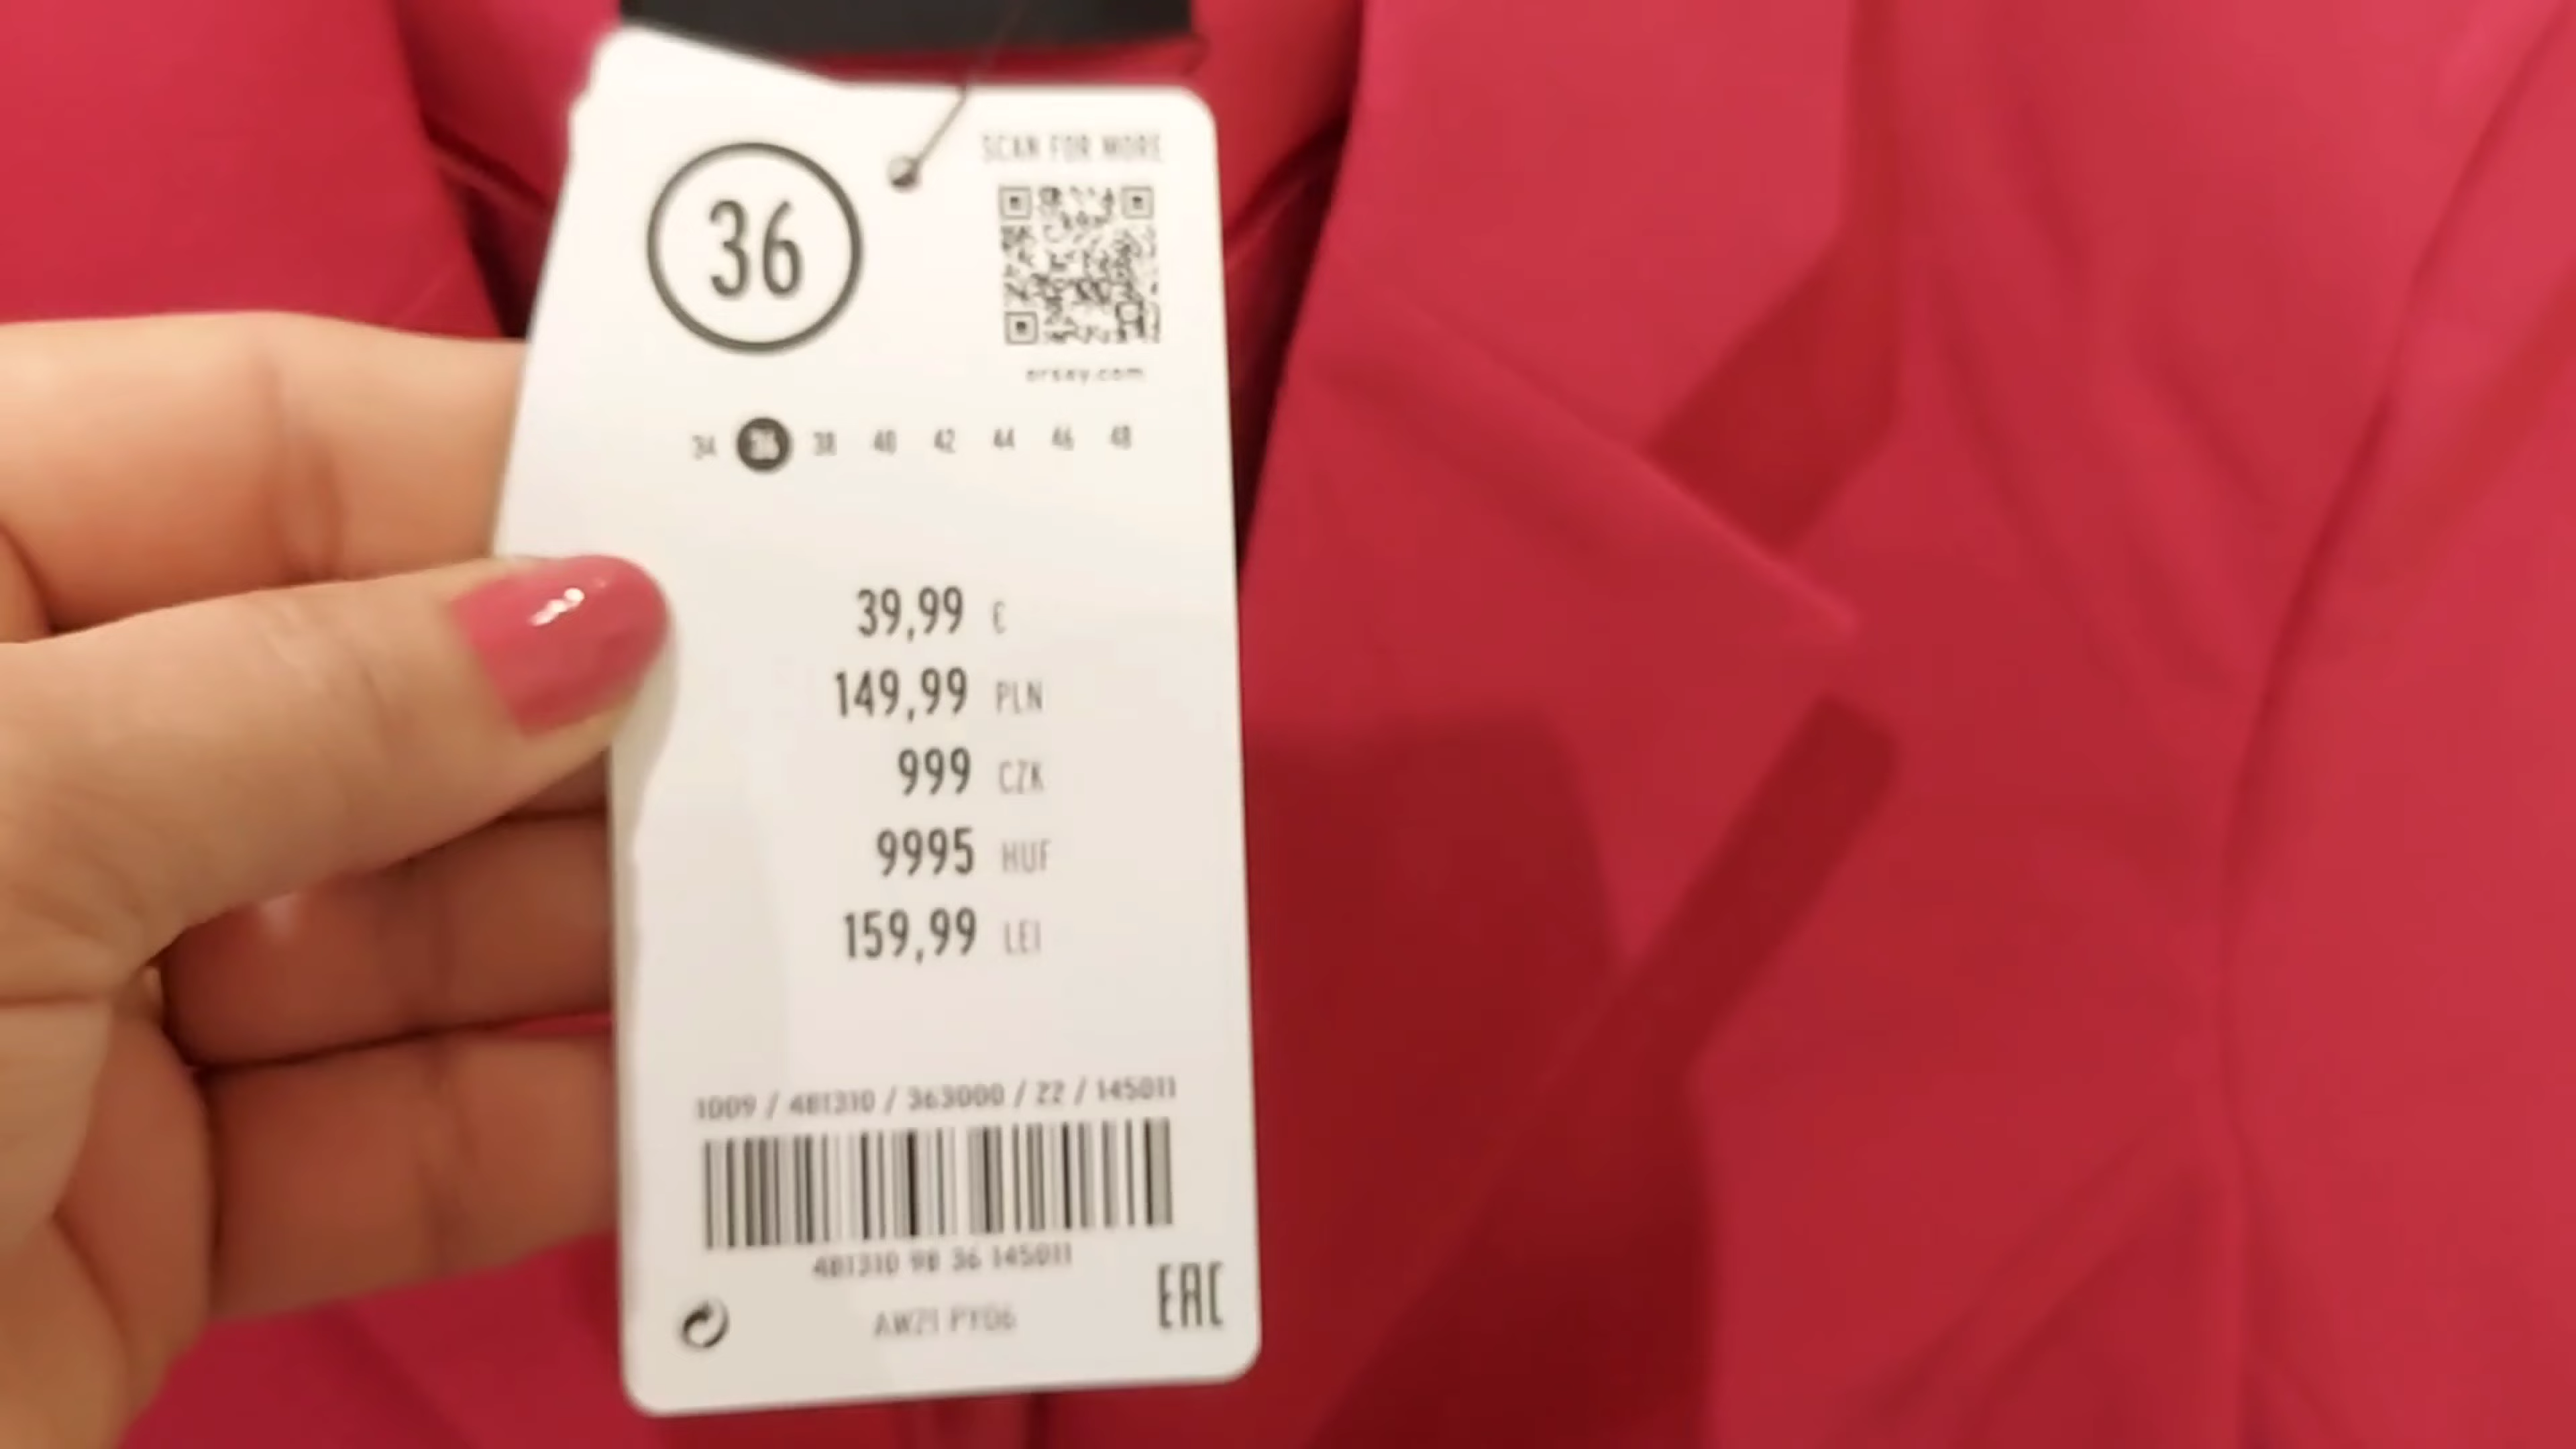 36
SCAN FOR MORE
orsay.com
34 36 38 40 42 44 46 48
39,99 €
149,99 PLN
999 CZK
9995 HUF
159,99 LEI
1009 / 481310 / 363000 / 22 / 145011
481310 98 36 145011
AW21 PY06
EAC